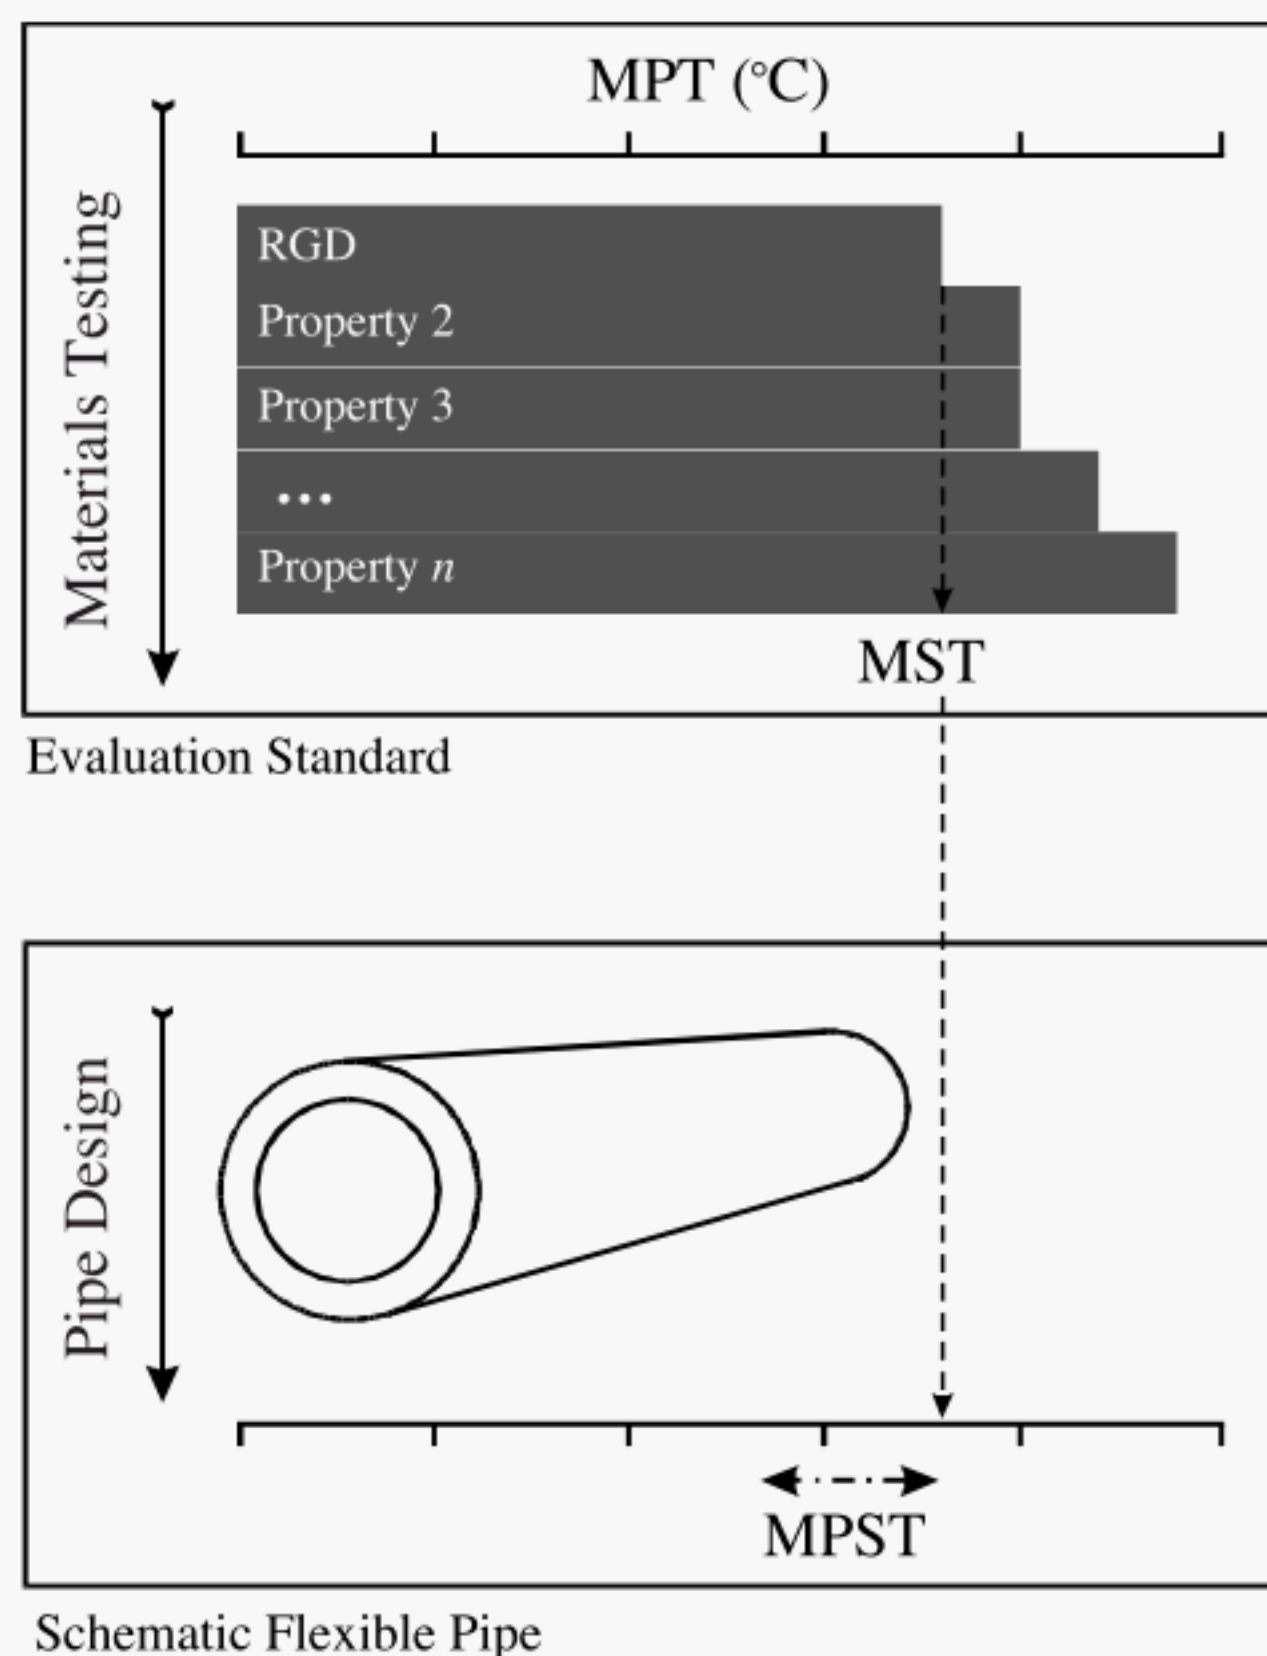 MPT (°C)
Materials Testing
RGD
Property 2
Property 3
...
Property n
MST
Evaluation Standard
Pipe Design
MPST
Schematic Flexible Pipe